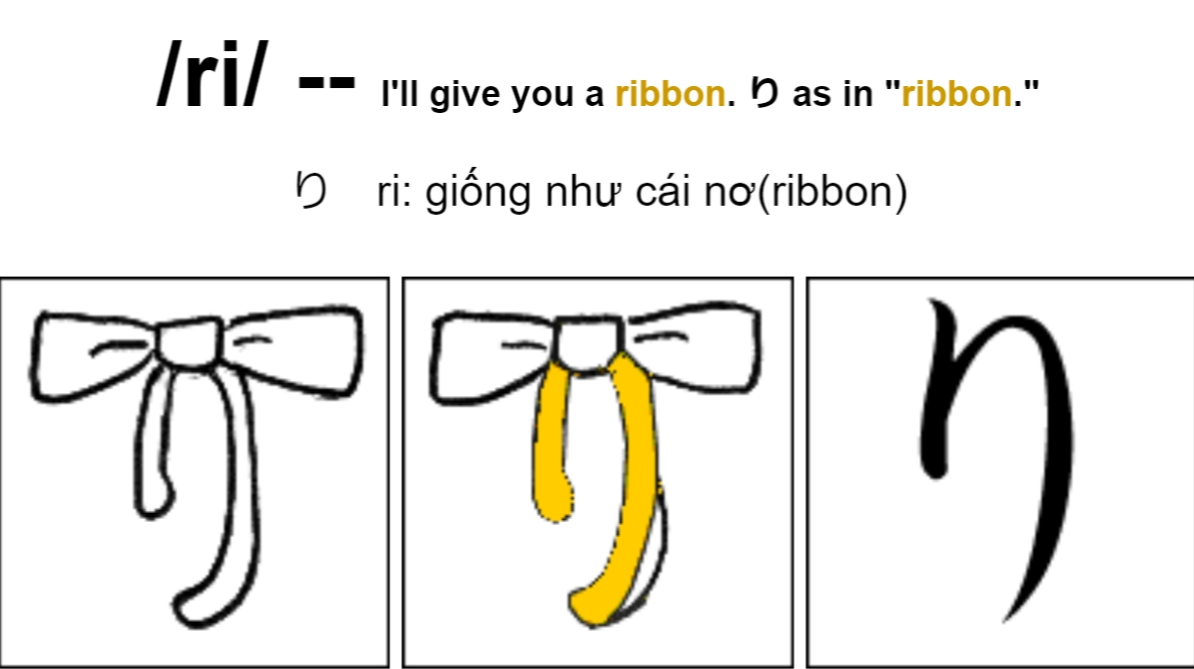 /ri/ -- I'll give you a ribbon. り as in "ribbon."
り ri: giống như cái nơ(ribbon)
り